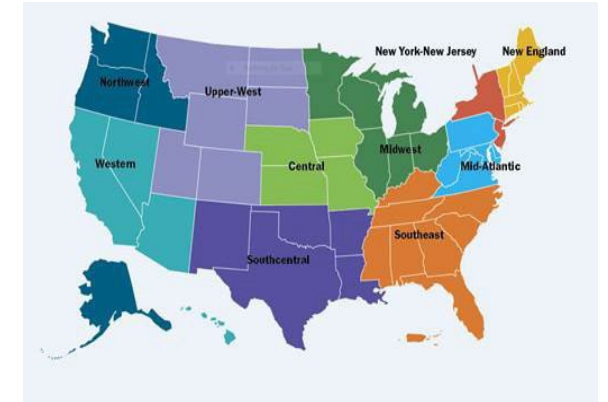 New York-New Jersey
New England
Northwest
Upper-West
Midwest
Western
Central
Mid-Atlantic
Southeast
Southcentral